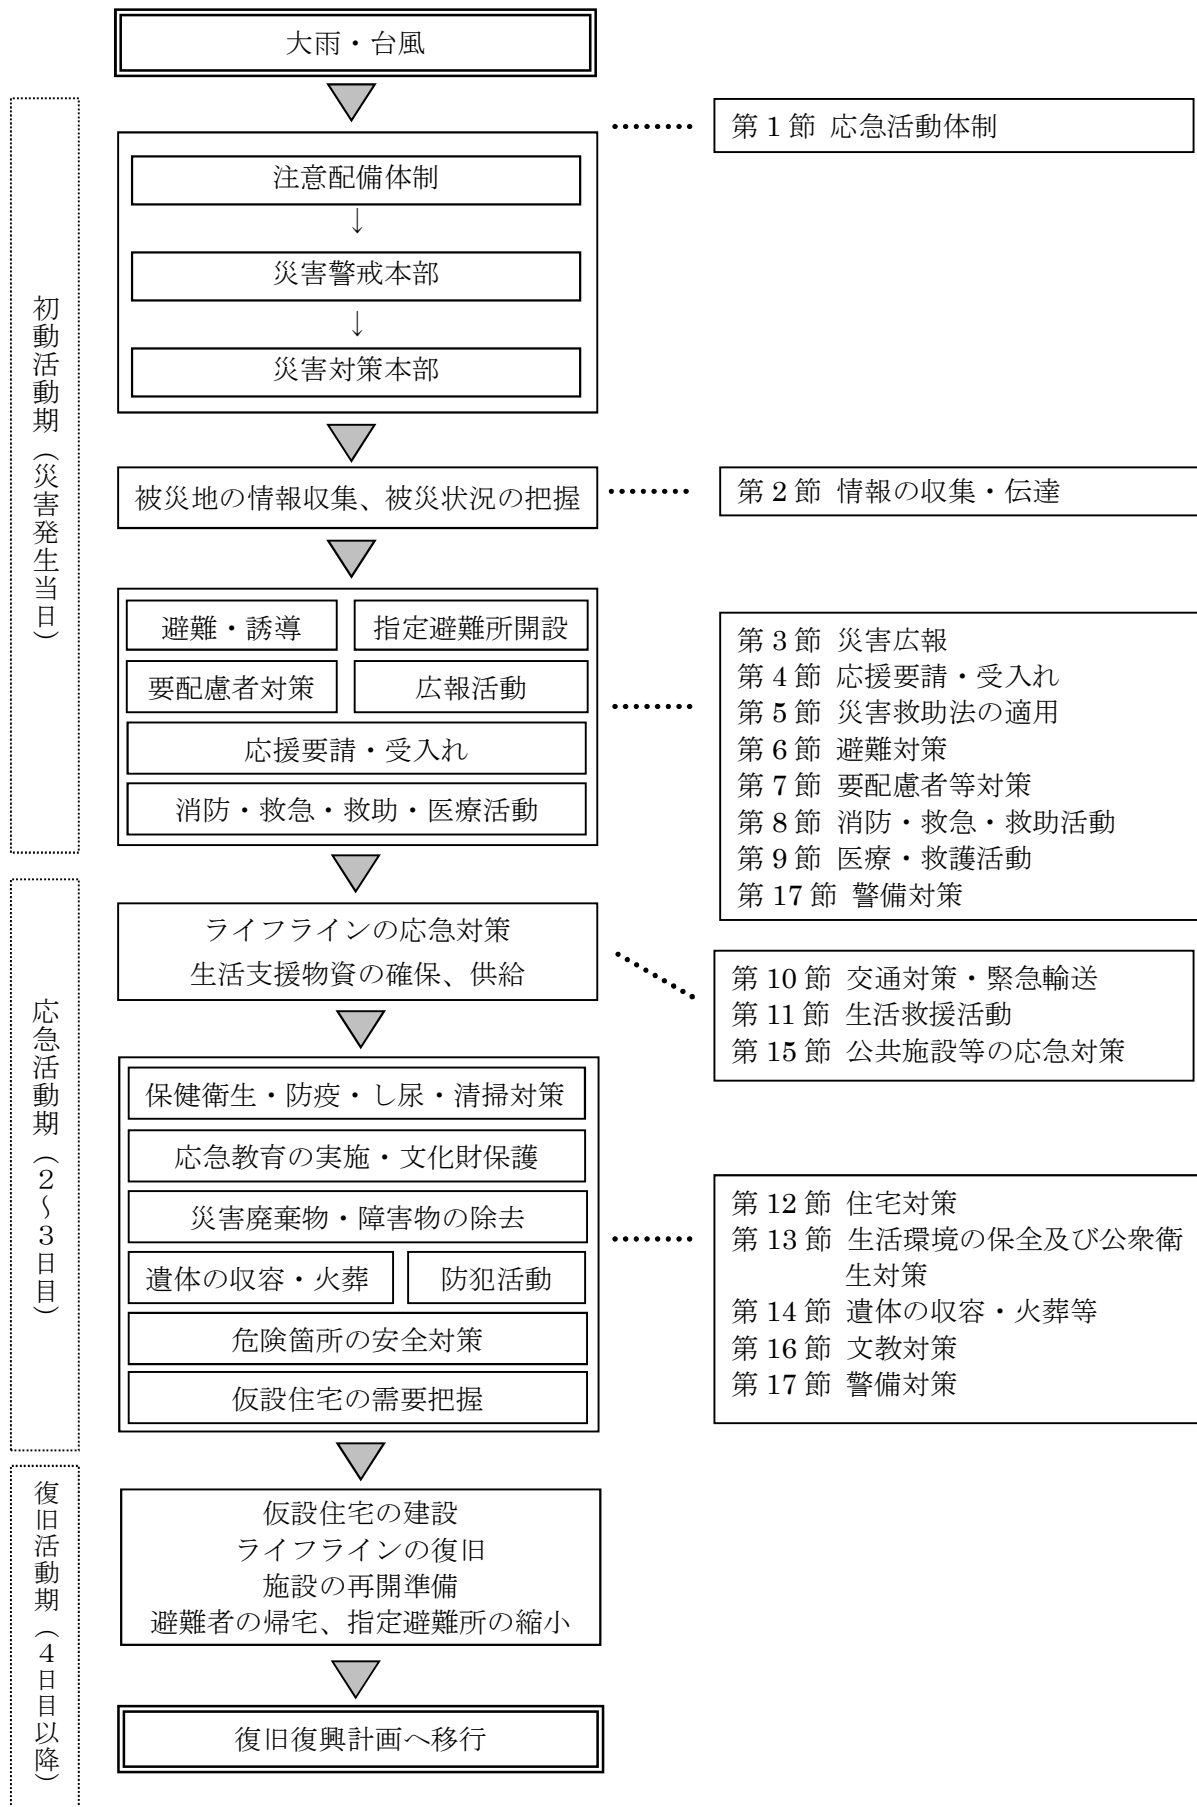 大雨・台風
初動活動期（災害発生当日）
第 1 節 応急活動体制
注意配備体制
↓
災害警戒本部
↓
災害対策本部
被災地の情報収集、被災状況の把握
第 2 節 情報の収集・伝達
避難・誘導
指定避難所開設
要配慮者対策
広報活動
応援要請・受入れ
消防・救急・救助・医療活動
第 3 節 災害広報
第 4 節 応援要請・受入れ
第 5 節 災害救助法の適用
第 6 節 避難対策
第 7 節 要配慮者等対策
第 8 節 消防・救急・救助活動
第 9 節 医療・救護活動
第 17 節 警備対策
応急活動期（２～３日目）
ライフラインの応急対策
生活支援物資の確保、供給
第 10 節 交通対策・緊急輸送
第 11 節 生活救援活動
第 15 節 公共施設等の応急対策
保健衛生・防疫・し尿・清掃対策
応急教育の実施・文化財保護
災害廃棄物・障害物の除去
遺体の収容・火葬
防犯活動
危険箇所の安全対策
仮設住宅の需要把握
第 12 節 住宅対策
第 13 節 生活環境の保全及び公衆衛
生対策
第 14 節 遺体の収容・火葬等
第 16 節 文教対策
第 17 節 警備対策
復旧活動期（４日目以降）
仮設住宅の建設
ライフラインの復旧
施設の再開準備
避難者の帰宅、指定避難所の縮小
復旧復興計画へ移行